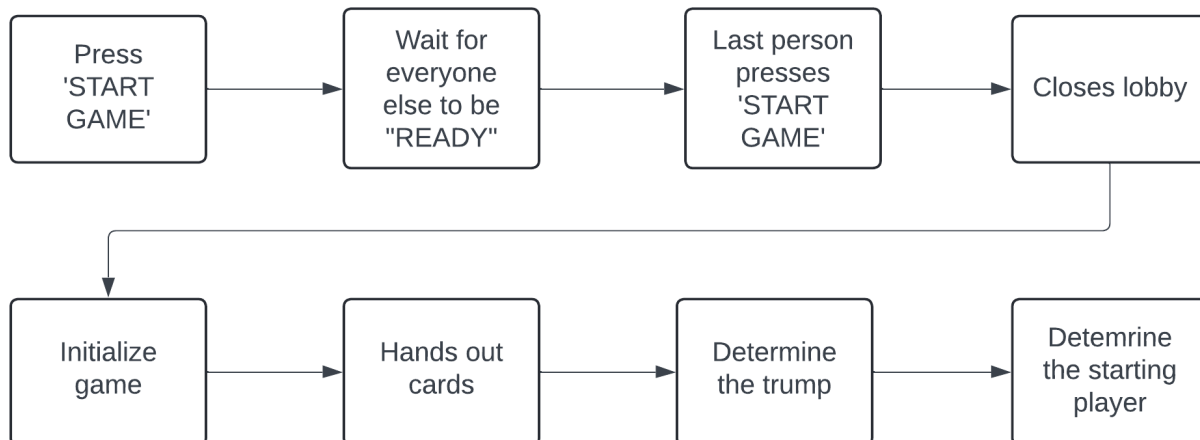 Press
'START
GAME'
Wait for
everyone
else to be
"READY"
Last person
presses
'START
GAME'
Closes lobby
Initialize
game
Hands out
cards
Determine
the trump
Detemrine
the starting
player